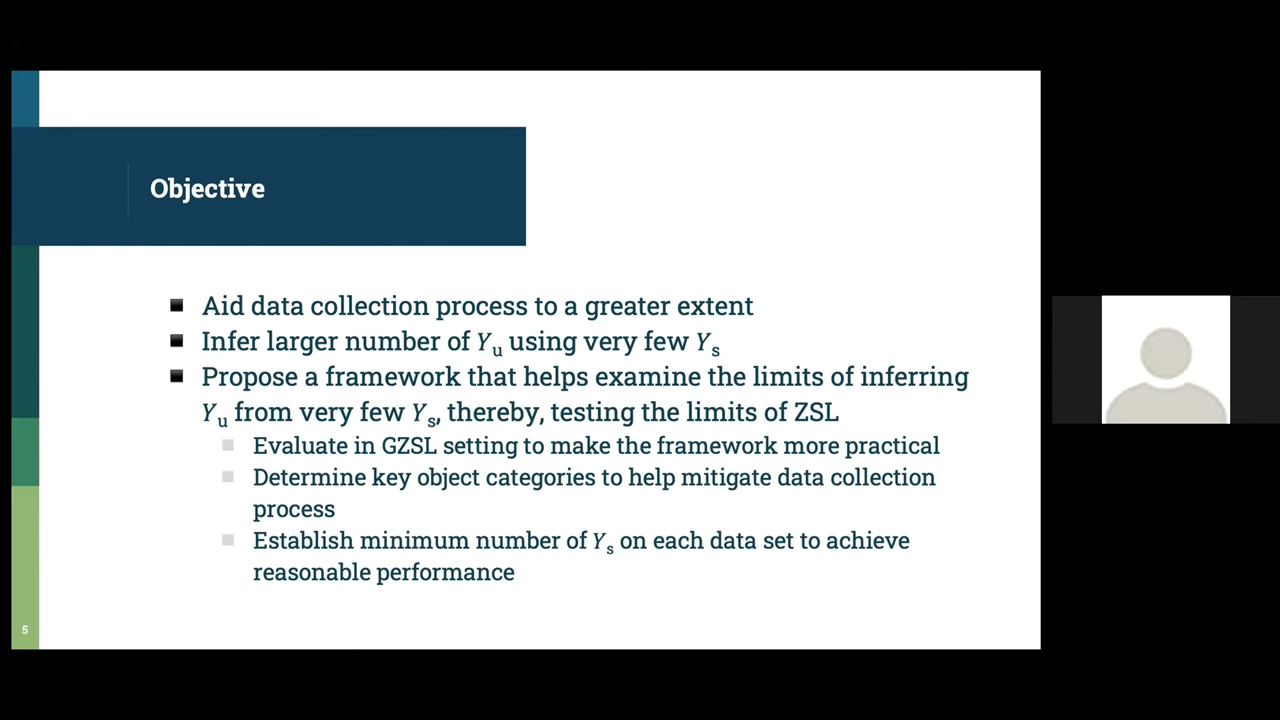 Objective
Aid data collection process to a greater extent
Infer larger number of Yu using very few Ys
Propose a framework that helps examine the limits of inferring
Yu from very few Ys, thereby, testing the limits of ZSL
Evaluate in GZSL setting to make the framework more practical
Determine key object categories to help mitigate data collection
process
Establish minimum number of Ys on each data set to achieve
reasonable performance
5